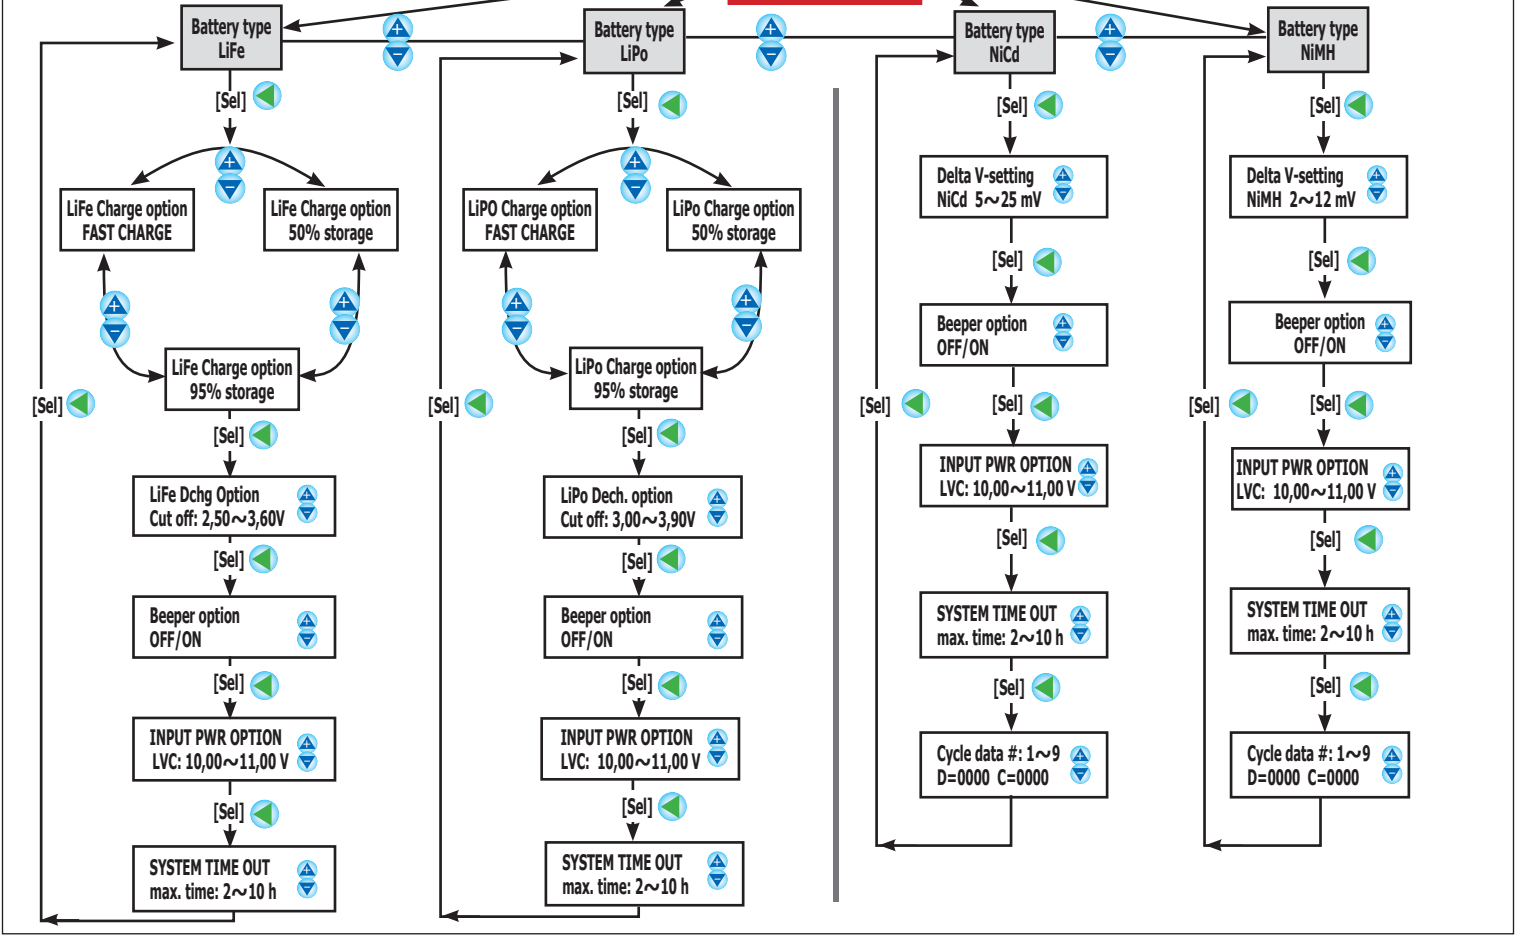 Battery type
LiFe
[Sel]
+
−
LiFe Charge option
FAST CHARGE
LiFe Charge option
50% storage
LiFe Charge option
95% storage
[Sel]
[Sel]
LiFe Dchg Option
Cut off: 2,50~3,60V
[Sel]
Beeper option
OFF/ON
[Sel]
INPUT PWR OPTION
LVC: 10,00~11,00 V
[Sel]
SYSTEM TIME OUT
max. time: 2~10 h
Battery type
LiPo
[Sel]
LiPO Charge option
FAST CHARGE
LiPo Charge option
50% storage
LiPo Charge option
95% storage
[Sel]
[Sel]
LiPo Dech. option
Cut off: 3,00~3,90V
[Sel]
Beeper option
OFF/ON
[Sel]
INPUT PWR OPTION
LVC: 10,00~11,00 V
[Sel]
SYSTEM TIME OUT
max. time: 2~10 h
Battery type
NiCd
[Sel]
Delta V-setting
NiCd 5~25 mV
[Sel]
Beeper option
OFF/ON
[Sel]
[Sel]
INPUT PWR OPTION
LVC: 10,00~11,00 V
[Sel]
SYSTEM TIME OUT
max. time: 2~10 h
[Sel]
Cycle data #: 1~9
D=0000 C=0000
Battery type
NiMH
[Sel]
Delta V-setting
NiMH 2~12 mV
[Sel]
Beeper option
OFF/ON
[Sel]
[Sel]
INPUT PWR OPTION
LVC: 10,00~11,00 V
[Sel]
SYSTEM TIME OUT
max. time: 2~10 h
[Sel]
Cycle data #: 1~9
D=0000 C=0000